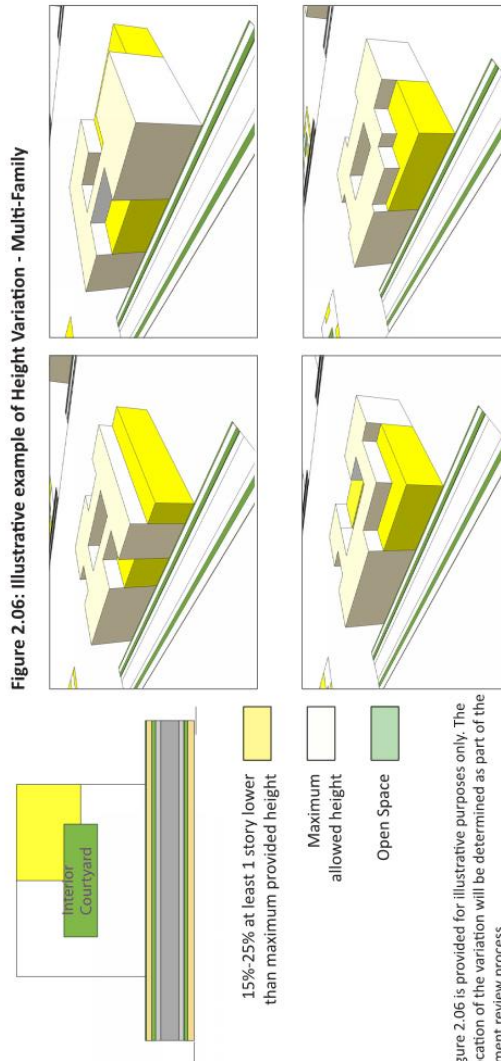 Figure 2.06: Illustrative example of Height Variation - Multi-Family
Interior
Courtyard
15%-25% at least 1 story lower
than maximum provided height
Maximum
allowed height
Open Space
2.06 is provided for illustrative purposes only. The
of the variation will be determined as part of the
review process